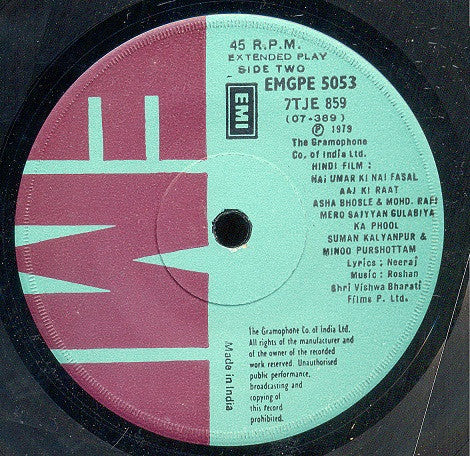 45 R.P.M.
EXTENDED PLAY
SIDE TWO
EMGPE 5053
7TJE 859
(07-389)
Ⓟ 1979
The Gramophone
Co. of India Ltd.
HINDI FILM :
NAI UMAR KI NAI FASAL
AAJ KI RAAT
ASHA BHOSLE & MOHD. RAFI
MERO SAIYYAN GULABIYA
KA PHOOL
SUMAN KALYANPUR &
MINOO PURSHOTTAM
Lyrics : Neeraj
Music : Roshan
Shri Vishwa Bharati
Films P. Ltd.
EMI
EMI
The Gramophone Co. of India Ltd.
All rights of the manufacturer and
of the owner of the recorded
work reserved. Unauthorised
public performance,
broadcasting and
copying of
this record
prohibited.
Made in India